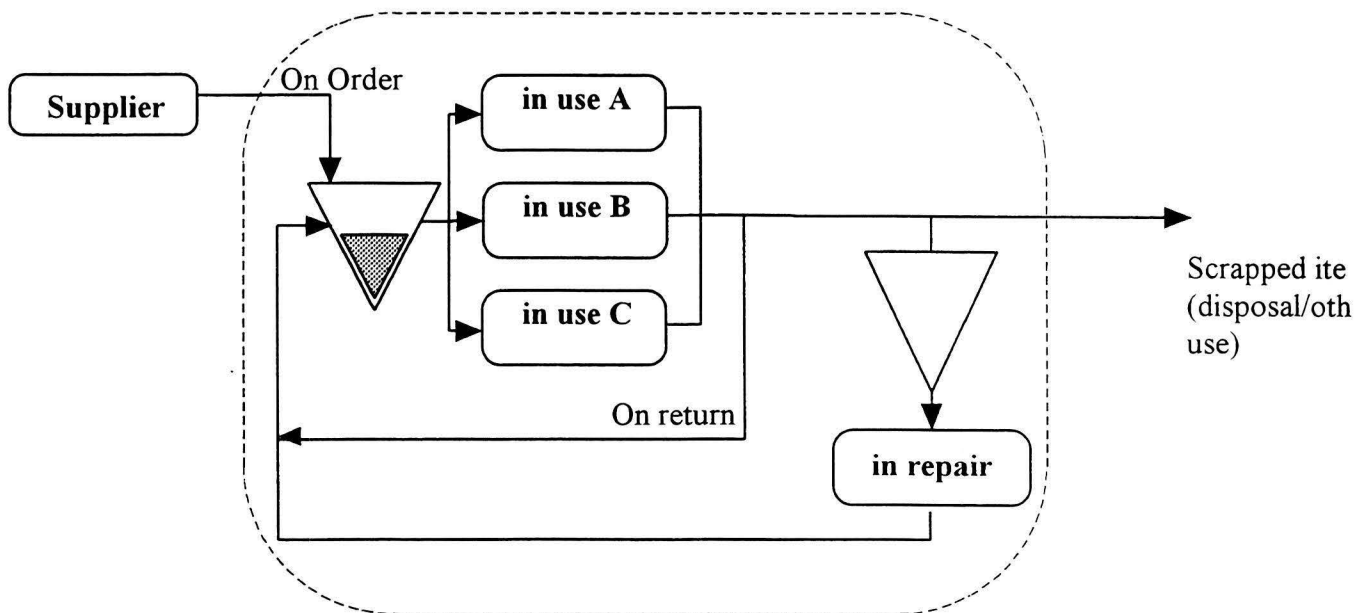 On Order
Supplier
in use A
in use B
in use C
Scrapped ite
(disposal/oth
use)
On return
in repair